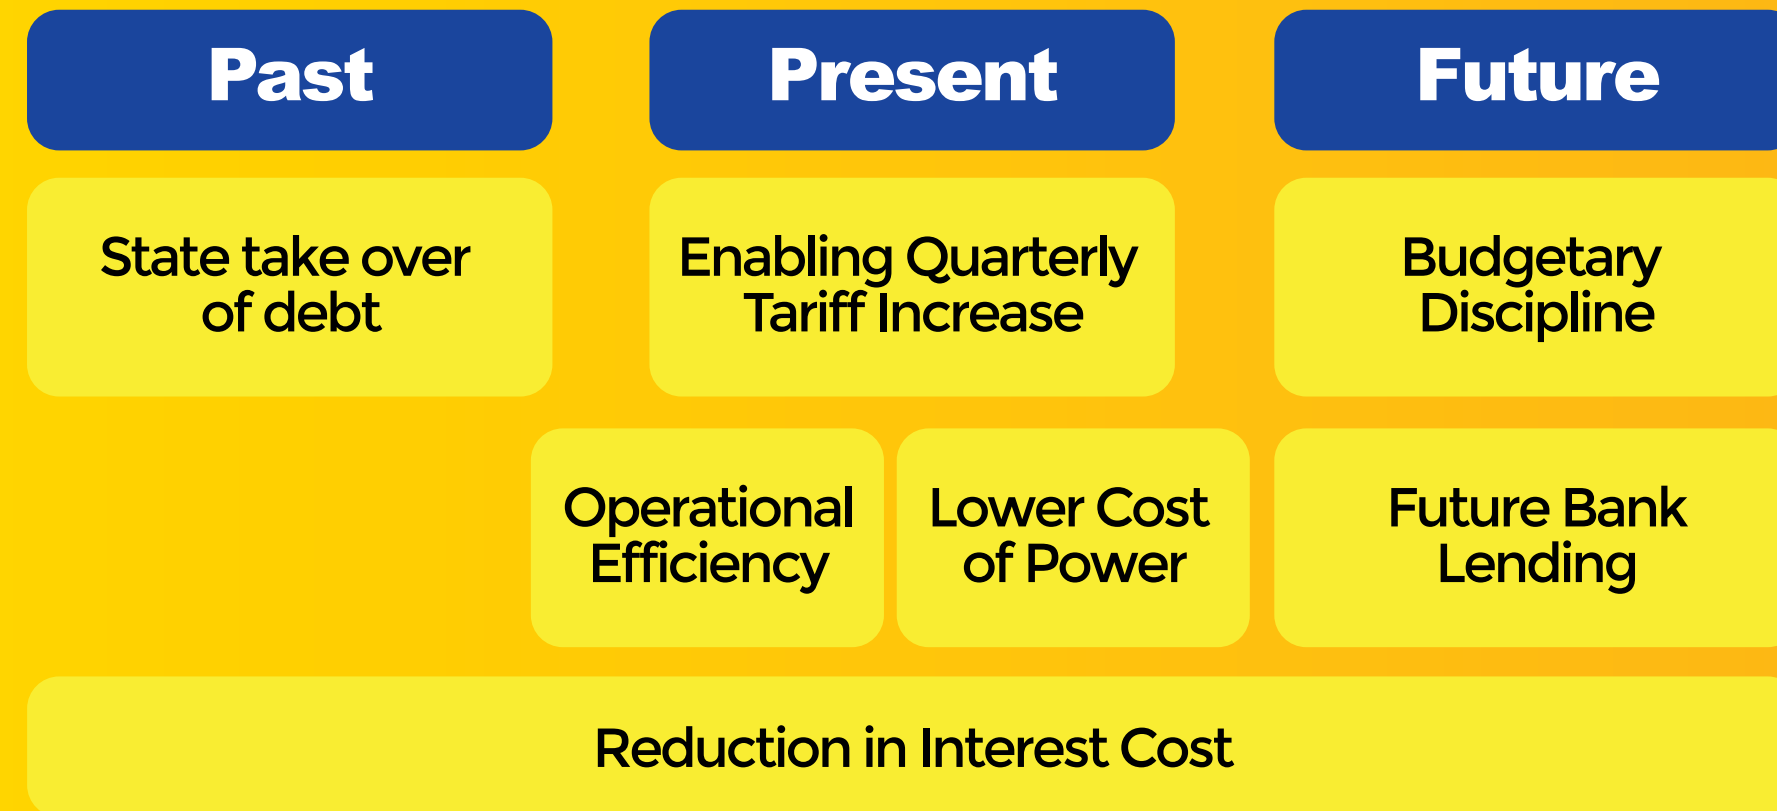 Past
Present
Future
State take over
of debt
Enabling Quarterly
Tariff Increase
Budgetary
Discipline
Operational
Efficiency
Lower Cost
of Power
Future Bank
Lending
Reduction in Interest Cost